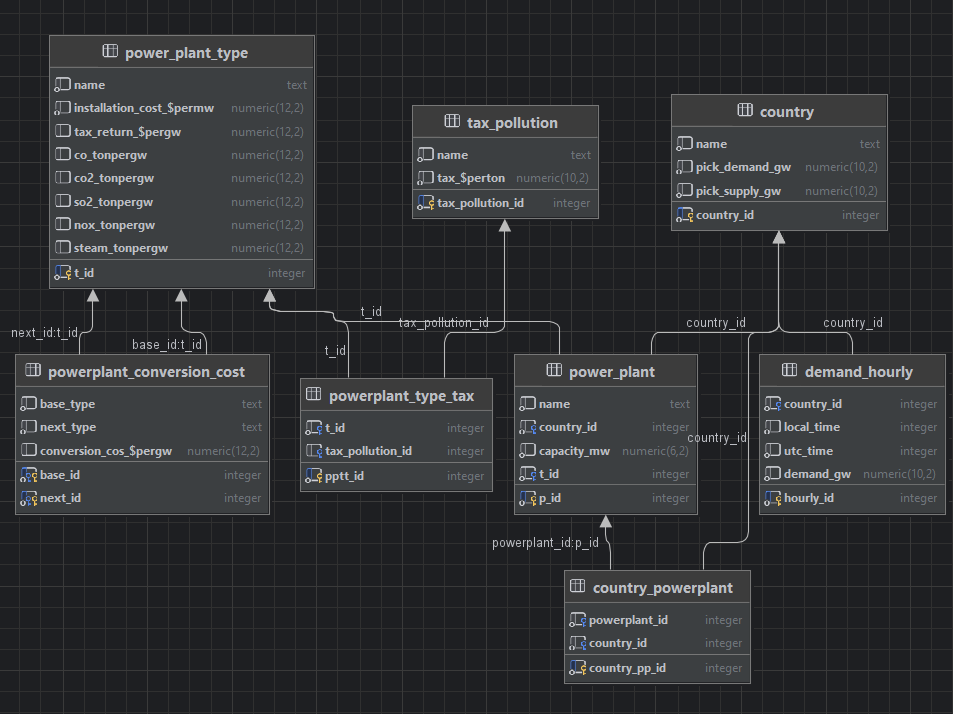 power_plant_type
name text
installation_cost_$permw numeric(12,2)
tax_return_$pergw numeric(12,2)
co_tonpergw numeric(12,2)
co2_tonpergw numeric(12,2)
so2_tonpergw numeric(12,2)
nox_tonpergw numeric(12,2)
steam_tonpergw numeric(12,2)
t_id integer
tax_pollution
name text
tax_$perton numeric(10,2)
tax_pollution_id integer
country
name text
pick_demand_gw numeric(10,2)
pick_supply_gw numeric(10,2)
country_id integer
next_id:t_id
base_id:t_id
t_id
t_id
tax_pollution_id
country_id
country_id
country_id
powerplant_conversion_cost
base_type text
next_type text
conversion_cos_$pergw numeric(12,2)
base_id integer
next_id integer
powerplant_type_tax
t_id integer
tax_pollution_id integer
pptt_id integer
power_plant
name text
country_id integer
capacity_mw numeric(6,2)
t_id integer
p_id integer
demand_hourly
country_id integer
local_time integer
utc_time integer
demand_gw numeric(10,2)
hourly_id integer
powerplant_id:p_id
country_powerplant
powerplant_id integer
country_id integer
country_pp_id integer